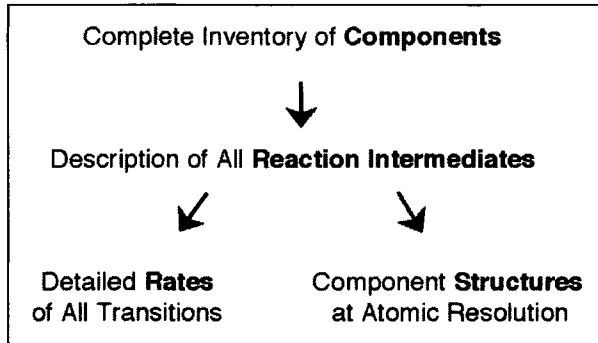 Complete Inventory of Components
Description of All Reaction Intermediates
Detailed Rates
of All Transitions
Component Structures
at Atomic Resolution